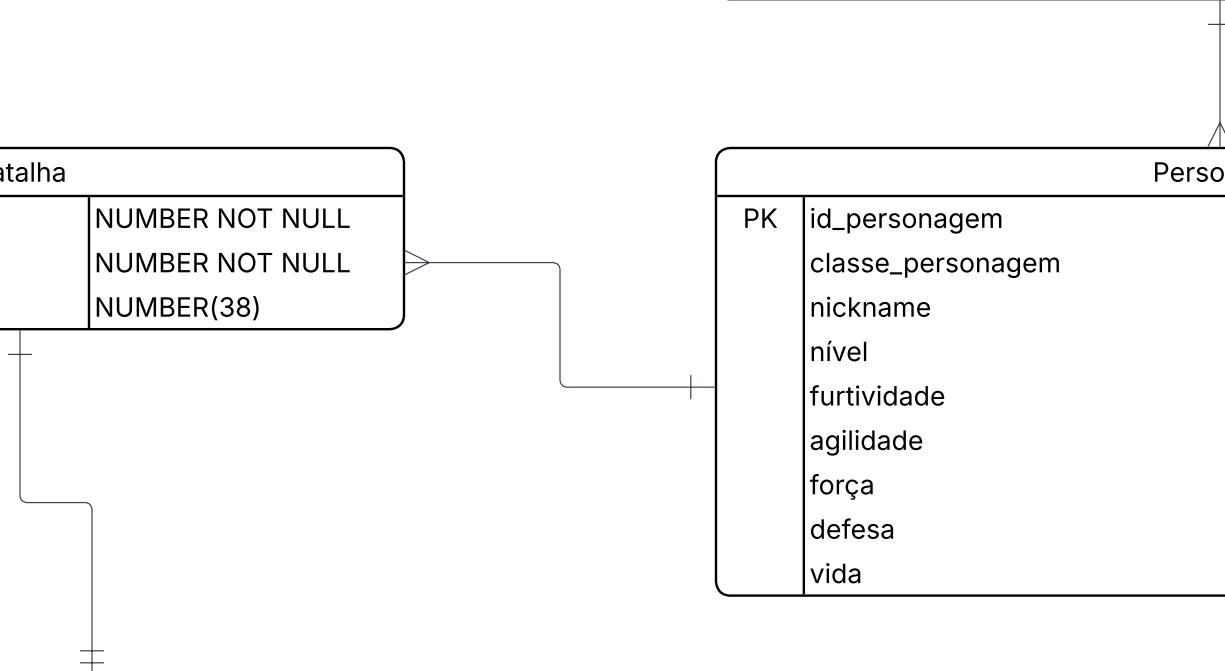 atalha
NUMBER NOT NULL
NUMBER NOT NULL
NUMBER(38)
Perso
PK id_personagem
classe_personagem
nickname
nível
furtividade
agilidade
força
defesa
vida